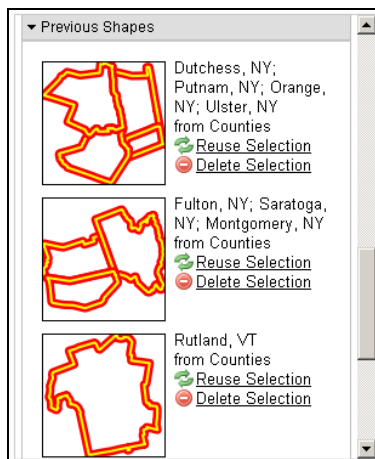 Previous Shapes
Dutchess, NY;
Putnam, NY; Orange,
NY; Ulster, NY
from Counties
Reuse Selection
Delete Selection
Fulton, NY; Saratoga,
NY; Montgomery, NY
from Counties
Reuse Selection
Delete Selection
Rutland, VT
from Counties
Reuse Selection
Delete Selection